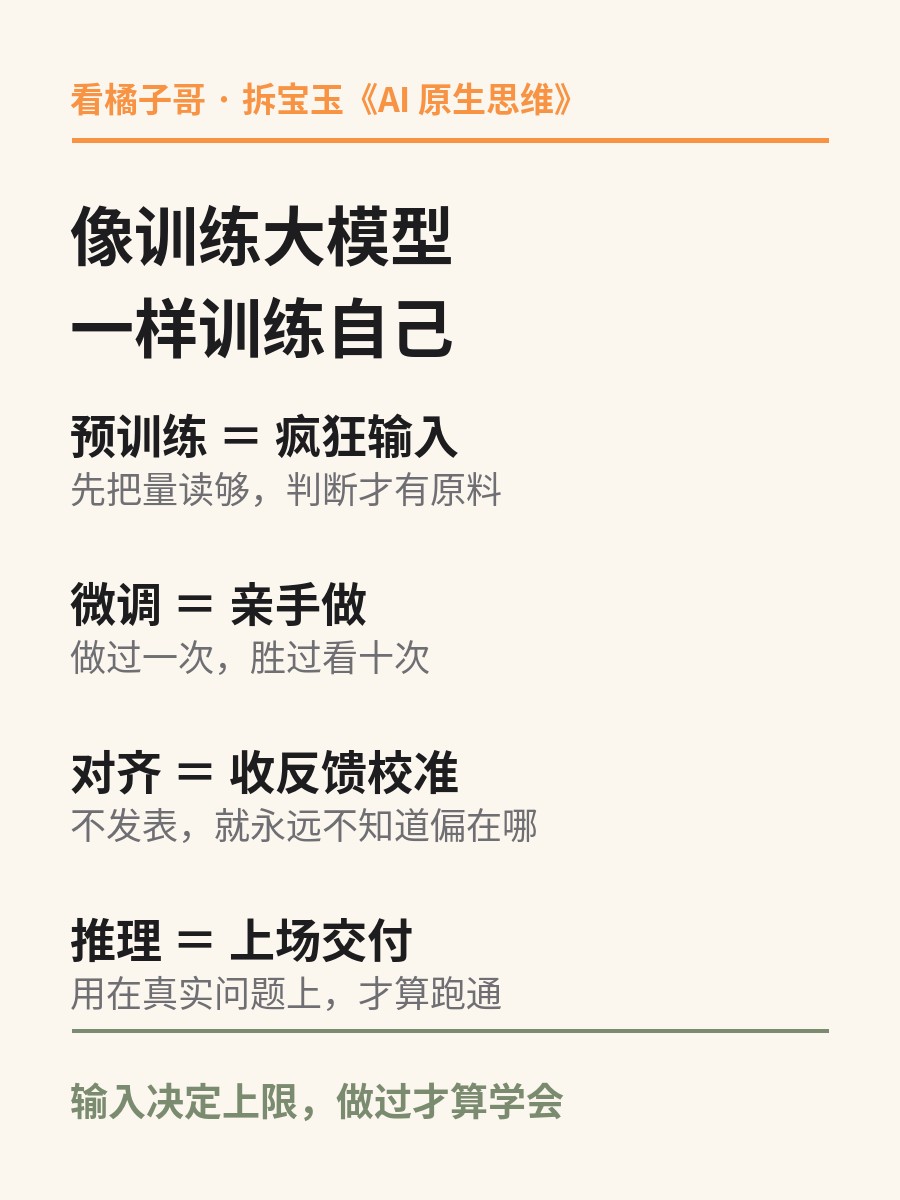 看橘子哥 · 拆宝玉《AI 原生思维》
像训练大模型
一样训练自己
预训练 ＝ 疯狂输入
先把量读够，判断才有原料
微调 ＝ 亲手做
做过一次，胜过看十次
对齐 ＝ 收反馈校准
不发表，就永远不知道偏在哪
推理 ＝ 上场交付
用在真实问题上，才算跑通
输入决定上限，做过才算学会